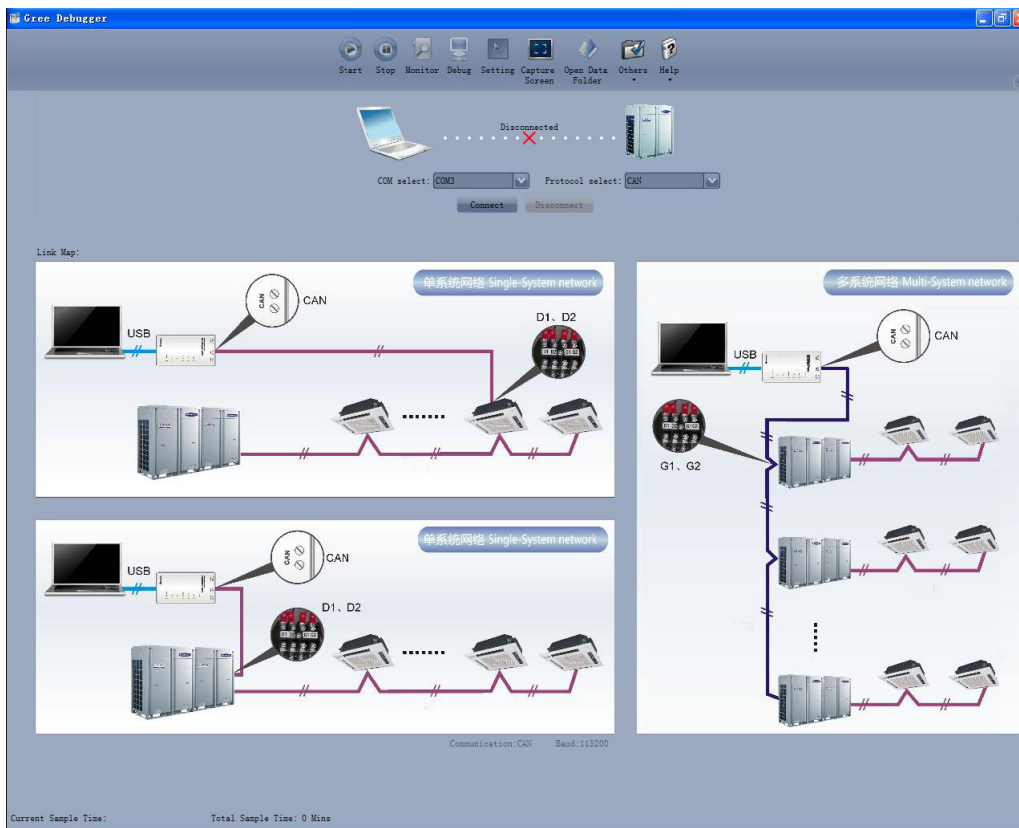 Gree Debugger
Start Stop Monitor Debug Setting Capture Screen Open Data Folder Others Help
Disconnected
COM select: COM3 Protocol select: CAN
Connect Disconnect
Link Map:
单系统网络 Single-System network
CAN CAN
USB
D1、D2
单系统网络 Single-System network
CAN CAN
USB
D1、D2
多系统网络 Multi-System network
CAN CAN
USB
G1、G2
Communication:CAN Baud:115200
Current Sample Time: Total Sample Time: 0 Mins